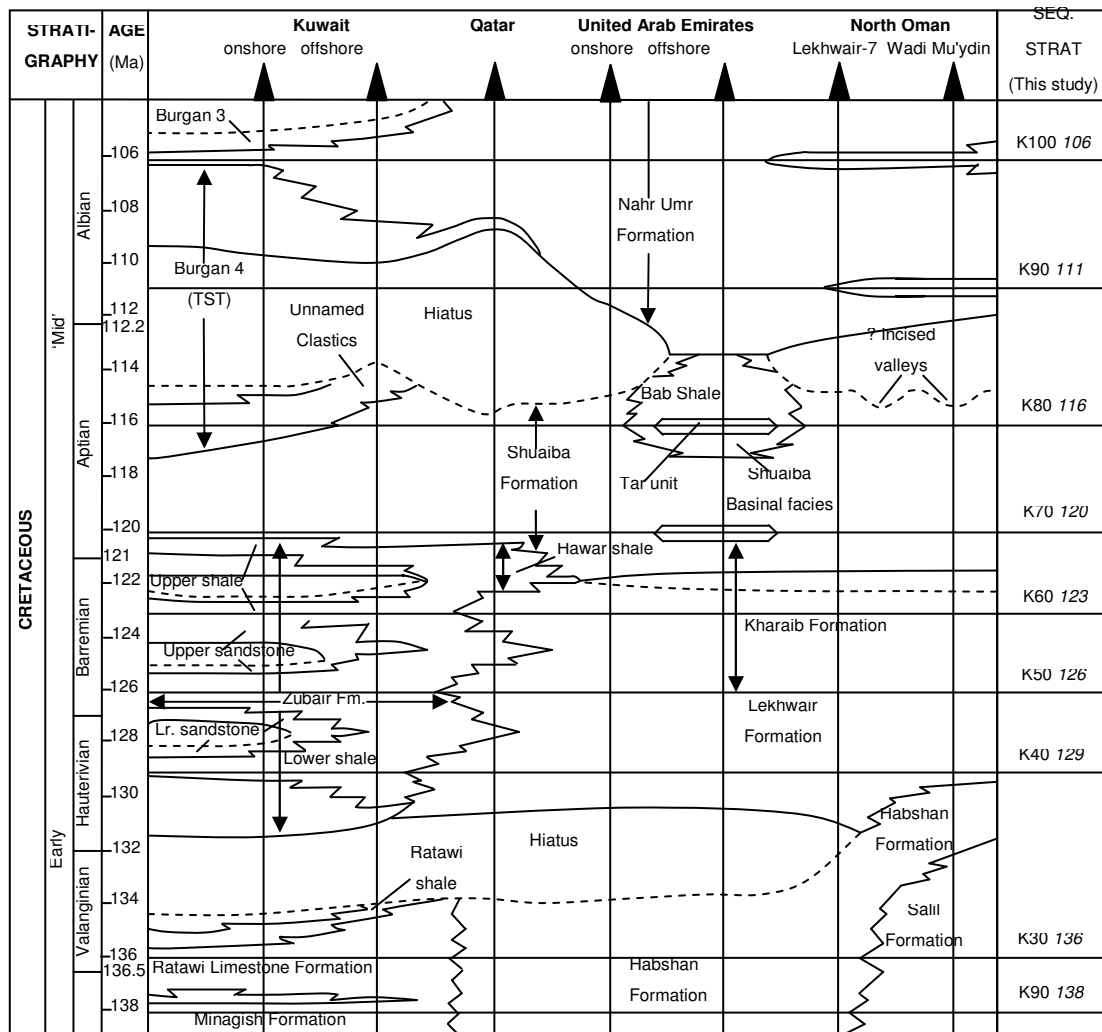 STRATI-
GRAPHY
AGE
(Ma)
Kuwait
onshore offshore
Qatar
United Arab Emirates
onshore offshore
North Oman
Lekhwair-7 Wadi Mu'ydin
SEQ.
STRAT
(This study)
CRETACEOUS
'Mid'
Early
Albian
Aptian
Barremian
Hauterivian
Valanginian
106
108
110
112
112.2
114
116
118
120
121
122
124
126
128
130
132
134
136
136.5
138
Burgan 3
Burgan 4
(TST)
Unnamed
Clastics
Hiatus
Nahr Umr
Formation
? Incised
valleys
Bab Shale
Shuaiba
Formation
Tar unit
Shuaiba
Basinal facies
Hawar shale
Upper shale
Kharaib Formation
Upper sandstone
Zubair Fm.
Lekhwair
Formation
Lr. sandstone
Lower shale
Habshan
Formation
Ratawi
shale
Hiatus
Salil
Formation
Ratawi Limestone Formation
Habshan
Formation
Minagish Formation
K100 106
K90 111
K80 116
K70 120
K60 123
K50 126
K40 129
K30 136
K90 138